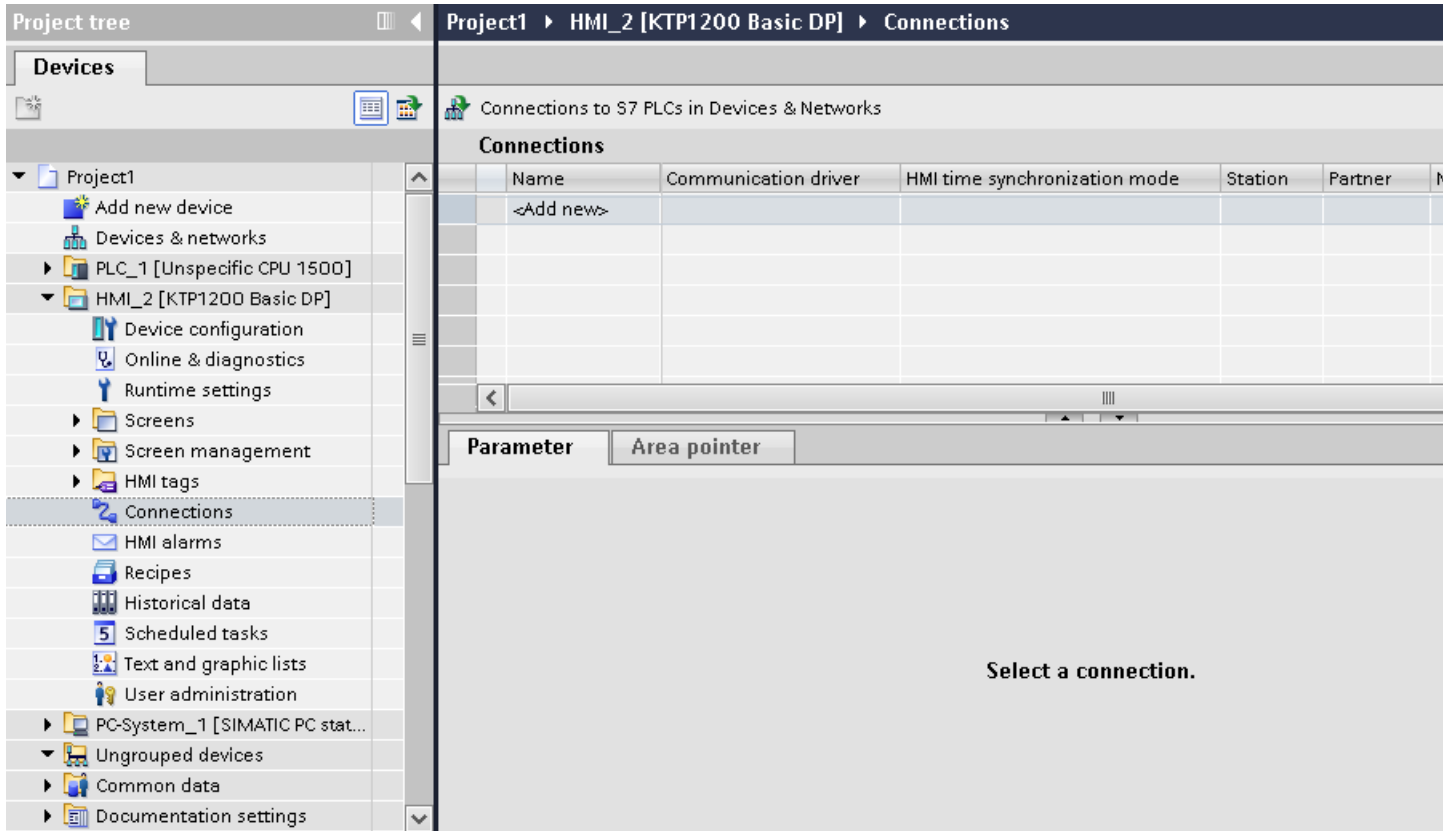 Project tree
Devices
Project1
Add new device
Devices & networks
PLC_1 [Unspecific CPU 1500]
HMI_2 [KTP1200 Basic DP]
Device configuration
Online & diagnostics
Runtime settings
Screens
Screen management
HMI tags
Connections
HMI alarms
Recipes
Historical data
Scheduled tasks
Text and graphic lists
User administration
PC-System_1 [SIMATIC PC stat...
Ungrouped devices
Common data
Documentation settings
Project1 HMI_2 [KTP1200 Basic DP] Connections
Connections to S7 PLCs in Devices & Networks
Connections
Name Communication driver HMI time synchronization mode Station Partner
<Add new>
Parameter Area pointer
Select a connection.